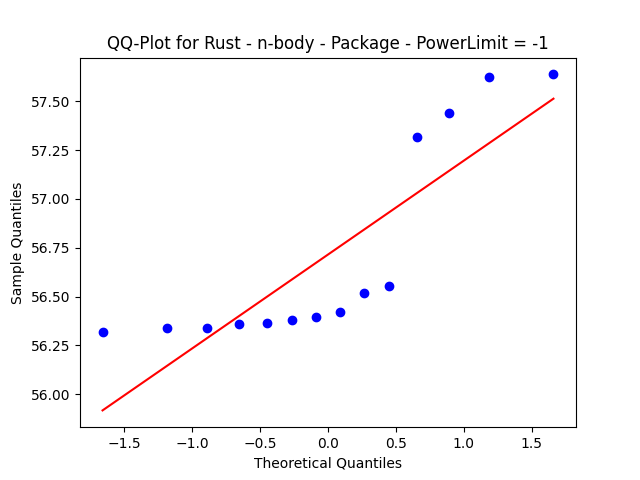 QQ-Plot for Rust - n-body - Package - PowerLimit = -1
57.50
57.25
57.00
56.75
56.50
56.25
56.00
Sample Quantiles
−1.5 −1.0 −0.5 0.0 0.5 1.0 1.5
Theoretical Quantiles